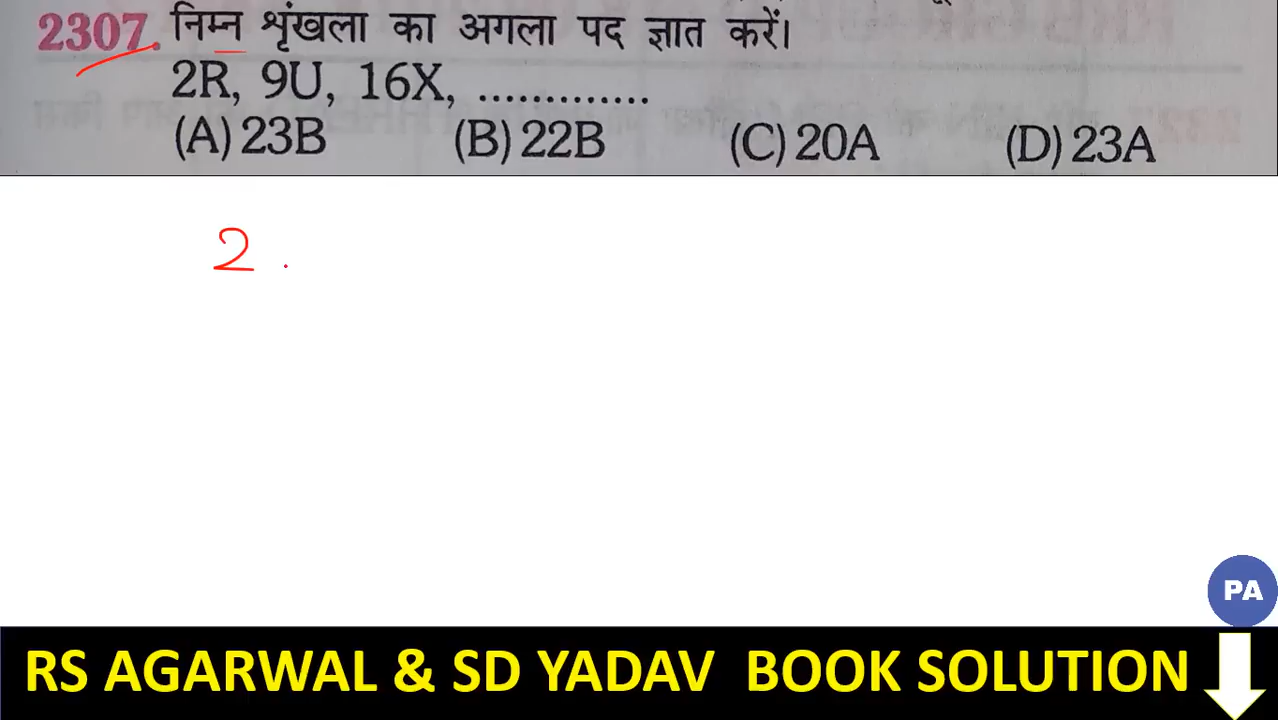 2307. निम्न श्रृंखला का अगला पद ज्ञात करें।
2R, 9U, 16X, .............
(A) 23B (B) 22B (C) 20A (D) 23A
2
PA
RS AGARWAL & SD YADAV BOOK SOLUTION